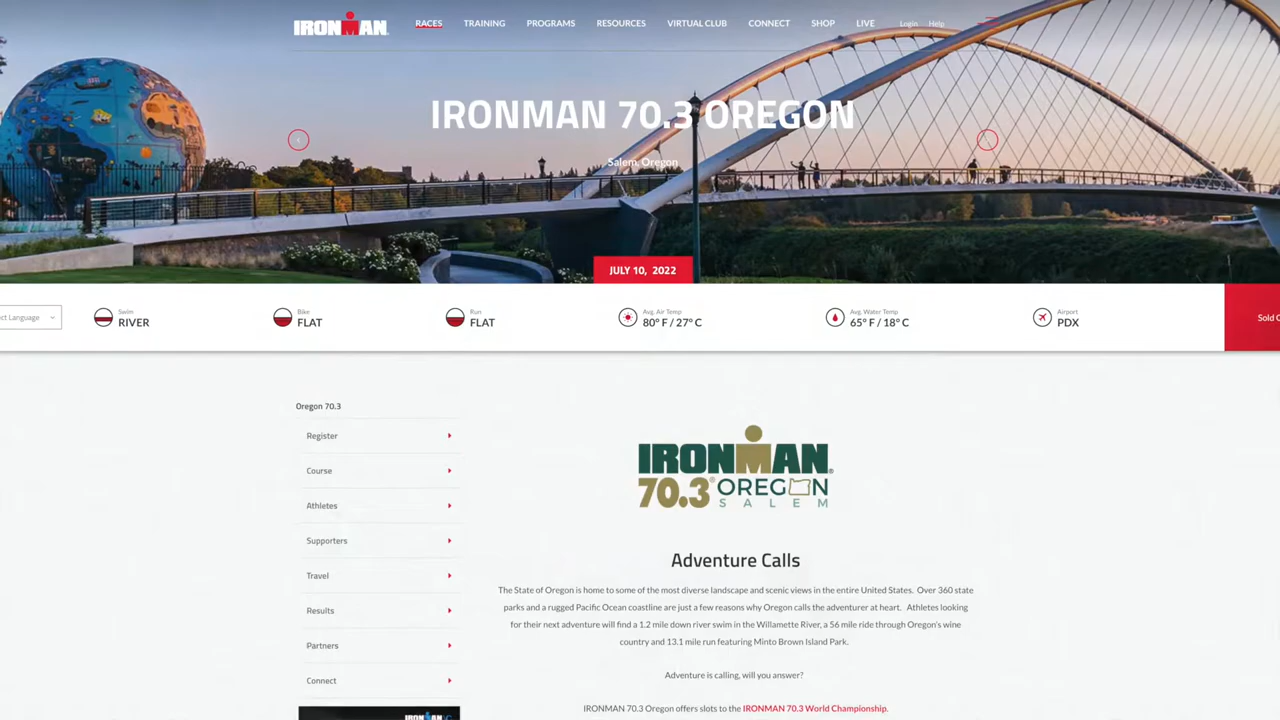 IRONMAN
RACES TRAINING PROGRAMS RESOURCES VIRTUAL CLUB CONNECT SHOP LIVE Login Help
IRONMAN 70.3 OREGON
Salem, Oregon
JULY 10, 2022
Language
Swim
RIVER
Bike
FLAT
Run
FLAT
Avg. Air Temp
80° F / 27° C
Avg. Water Temp
65° F / 18° C
Airport
PDX
Sold
Oregon 70.3
Register
Course
Athletes
Supporters
Travel
Results
Partners
Connect
IRONMAN
IRONMAN®
70.3® OREGON
SALEM
Adventure Calls
The State of Oregon is home to some of the most diverse landscape and scenic views in the entire United States. Over 360 state
parks and a rugged Pacific Ocean coastline are just a few reasons why Oregon calls the adventurer at heart. Athletes looking
for their next adventure will find a 1.2 mile down river swim in the Willamette River, a 56 mile ride through Oregon's wine
country and 13.1 mile run featuring Minto Brown Island Park.
Adventure is calling, will you answer?
IRONMAN 70.3 Oregon offers slots to the IRONMAN 70.3 World Championship.